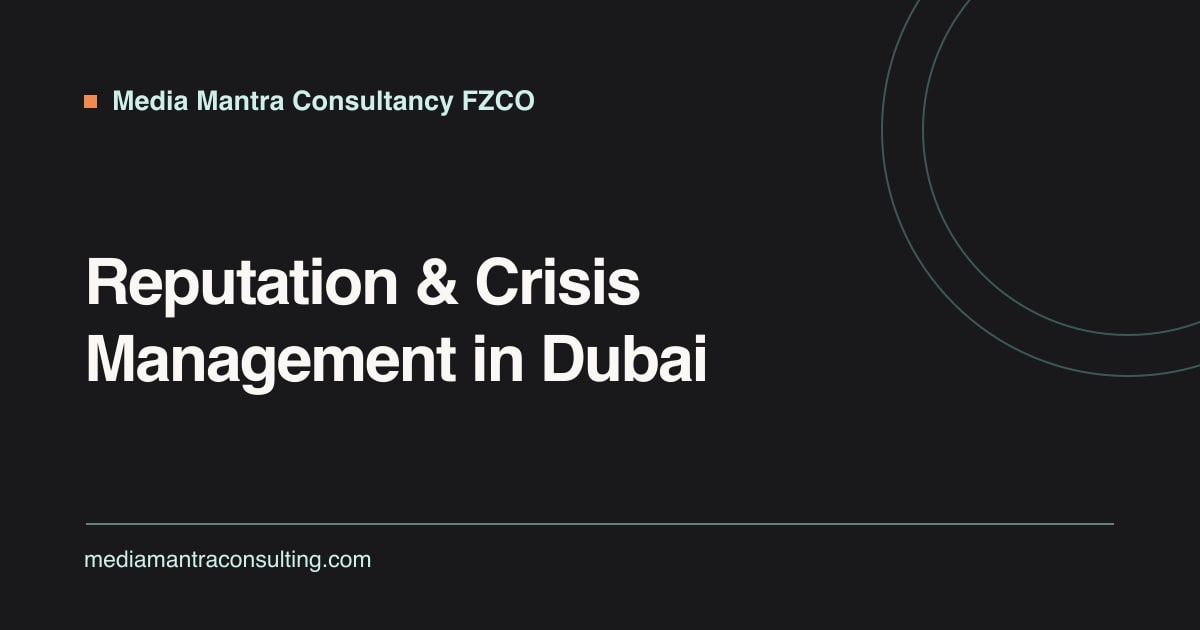 Media Mantra Consultancy FZCO
Reputation & Crisis
Management in Dubai
mediamantraconsulting.com